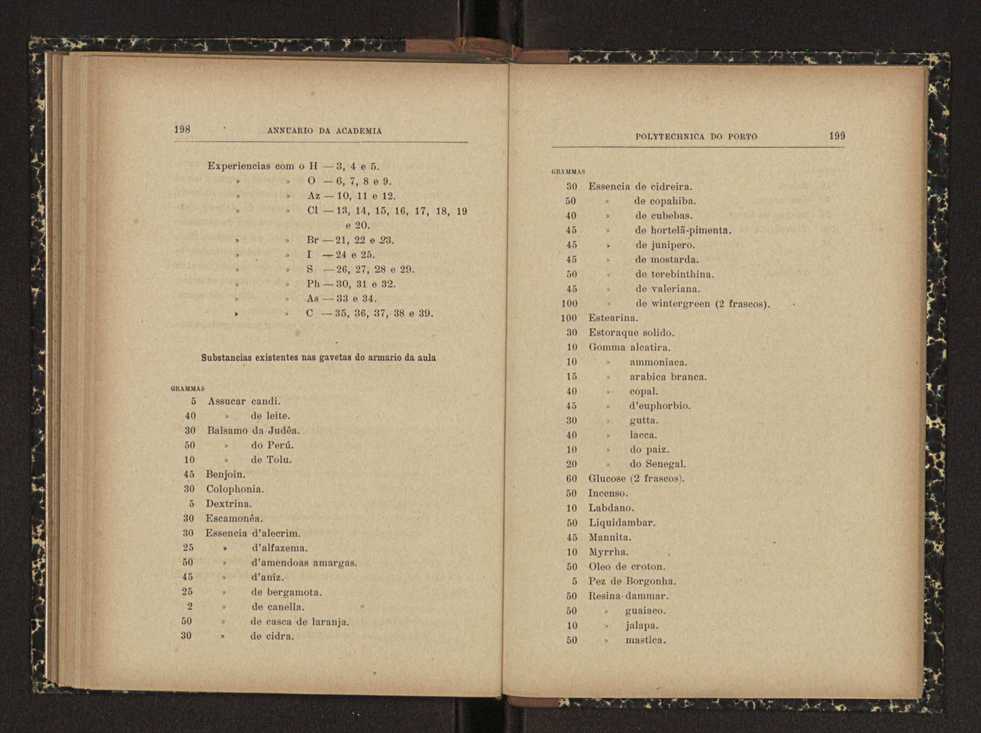 198 ANNUARIO DA ACADEMIA
Experiencias com o H — 3, 4 e 5.
» » O — 6, 7, 8 e 9.
» » Az — 10, 11 e 12.
» » Cl — 13, 14, 15, 16, 17, 18, 19
e 20.
» » Br — 21, 22 e 23.
» » I — 24 e 25.
» » S — 26, 27, 28 e 29.
» » Ph — 30, 31 e 32.
» » As — 33 e 34.
» » C — 35, 36, 37, 38 e 39.
Substancias existentes nas gavetas do armario da aula
GRAMMAS
5 Assucar candi.
40 » de leite.
30 Balsamo da Judêa.
50 » do Perú.
10 » de Tolu.
45 Benjoin.
30 Colophonia.
5 Dextrina.
30 Escamonêa.
30 Essencia d'alecrim.
25 » d'alfazema.
50 » d'amendoas amargas.
45 » d'aniz.
25 » de bergamota.
2 » de canella.
50 » de casca de laranja.
30 » de cidra.
POLYTECHNICA DO PORTO 199
GRAMMAS
30 Essencia de cidreira.
50 » de copahiba.
40 » de cubebas.
45 » de hortelã-pimenta.
45 » de junipero.
45 » de mostarda.
50 » de terebinthina.
45 » de valeriana.
100 » de wintergreen (2 frascos).
100 Estearina.
30 Estoraque solido.
10 Gomma alcatira.
10 » ammoniaca.
15 » arabica branca.
40 » copal.
45 » d'euphorbio.
30 » gutta.
40 » lacca.
10 » do paiz.
20 » do Senegal.
60 Glucose (2 frascos).
50 Incenso.
10 Labdano.
50 Liquidambar.
45 Mannita.
10 Myrrha.
50 Oleo de croton.
5 Pez de Borgonha.
50 Resina dammar.
50 » guaiaco.
10 » jalapa.
50 » mastica.